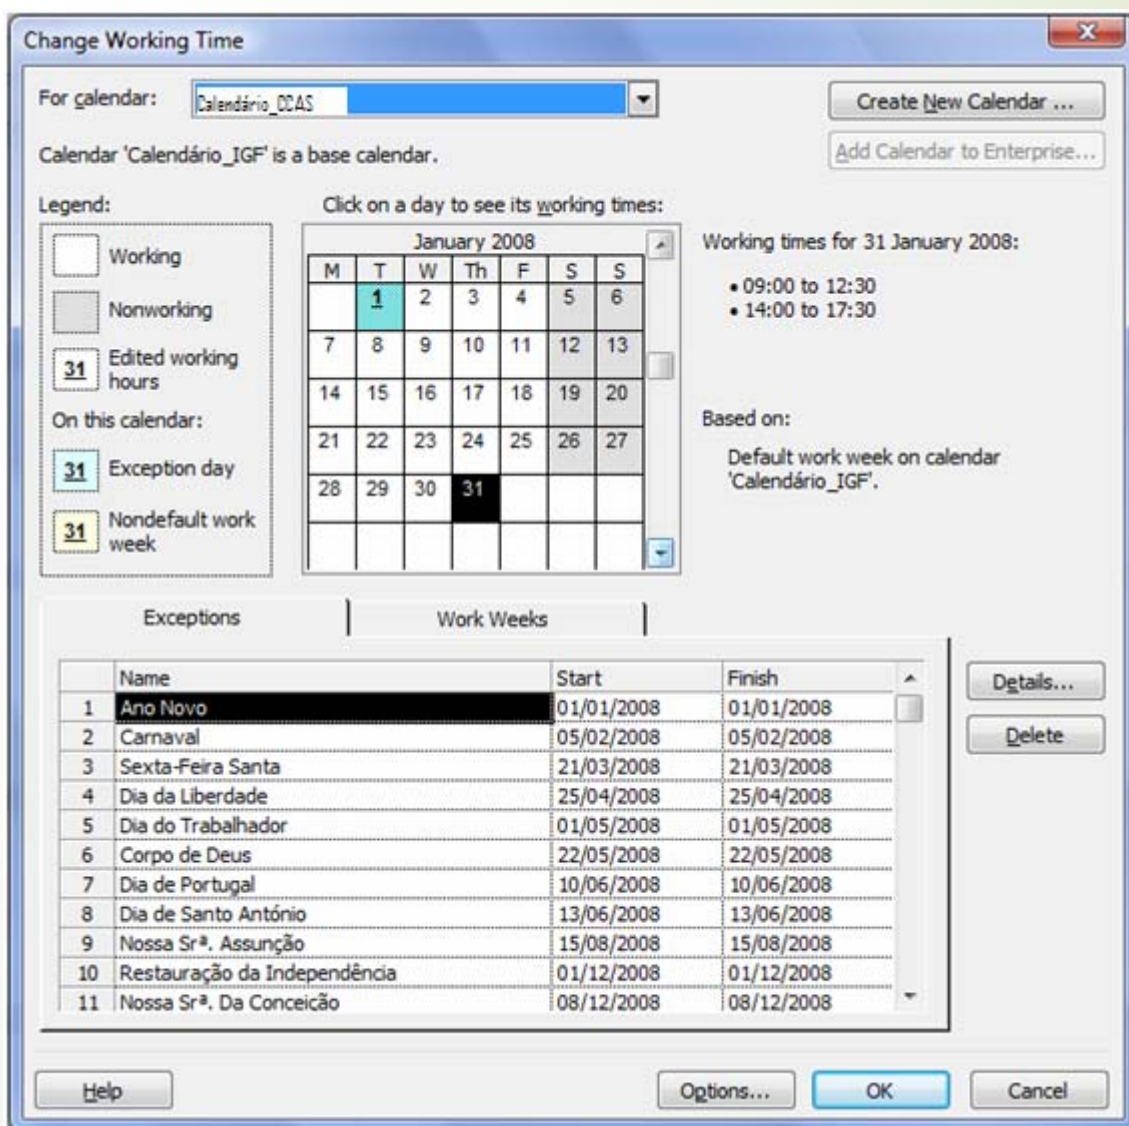 Change Working Time
For calendar: Calendário_CCAS
Create New Calendar ...
Calendar 'Calendário_IGF' is a base calendar.
Add Calendar to Enterprise...
Legend:
Working
Nonworking
31 Edited working
hours
On this calendar:
31 Exception day
31 Nondefault work
week
Click on a day to see its working times:
January 2008
M T W Th F S S
1 2 3 4 5 6
7 8 9 10 11 12 13
14 15 16 17 18 19 20
21 22 23 24 25 26 27
28 29 30 31
Working times for 31 January 2008:
• 09:00 to 12:30
• 14:00 to 17:30
Based on:
Default work week on calendar
'Calendário_IGF'.
Exceptions Work Weeks
Name Start Finish
1 Ano Novo 01/01/2008 01/01/2008
2 Carnaval 05/02/2008 05/02/2008
3 Sexta-Feira Santa 21/03/2008 21/03/2008
4 Dia da Liberdade 25/04/2008 25/04/2008
5 Dia do Trabalhador 01/05/2008 01/05/2008
6 Corpo de Deus 22/05/2008 22/05/2008
7 Dia de Portugal 10/06/2008 10/06/2008
8 Dia de Santo António 13/06/2008 13/06/2008
9 Nossa Srª. Assunção 15/08/2008 15/08/2008
10 Restauração da Independência 01/12/2008 01/12/2008
11 Nossa Srª. Da Conceição 08/12/2008 08/12/2008
Details...
Delete
Help Options... OK Cancel